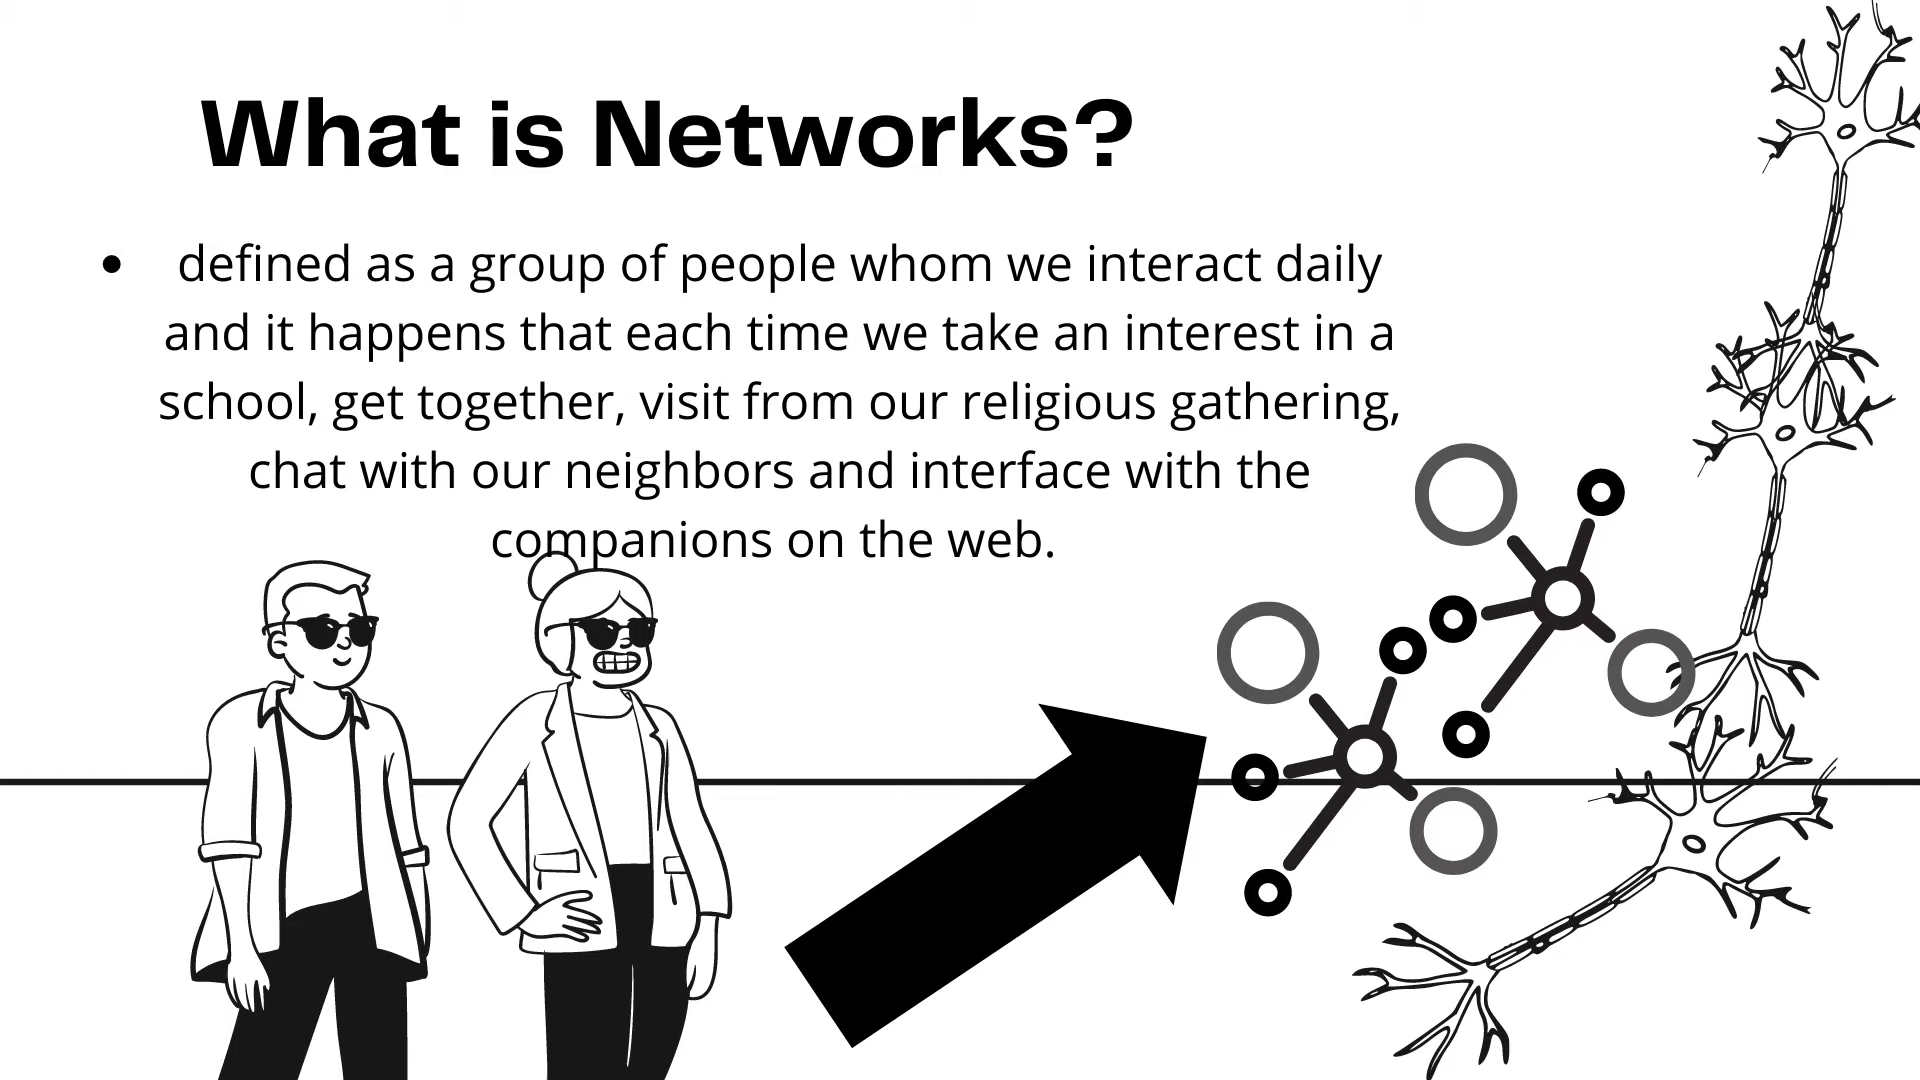 What is Networks?
• defined as a group of people whom we interact daily
and it happens that each time we take an interest in a
school, get together, visit from our religious gathering,
chat with our neighbors and interface with the
companions on the web.